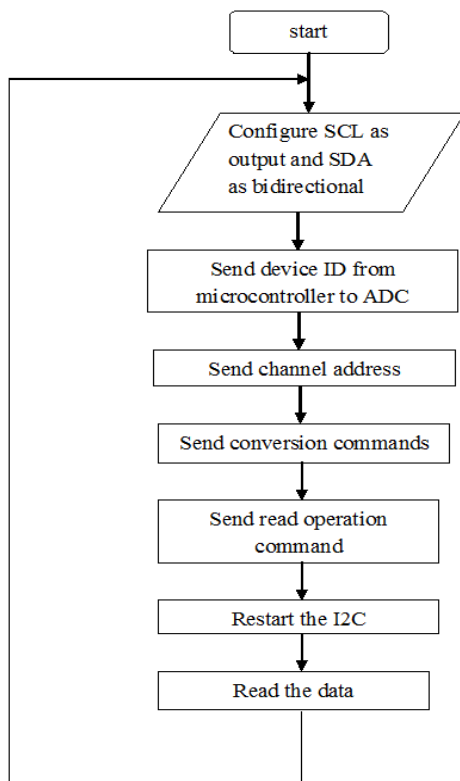 start
Configure SCL as
output and SDA
as bidirectional
Send device ID from
microcontroller to ADC
Send channel address
Send conversion commands
Send read operation
command
Restart the I2C
Read the data